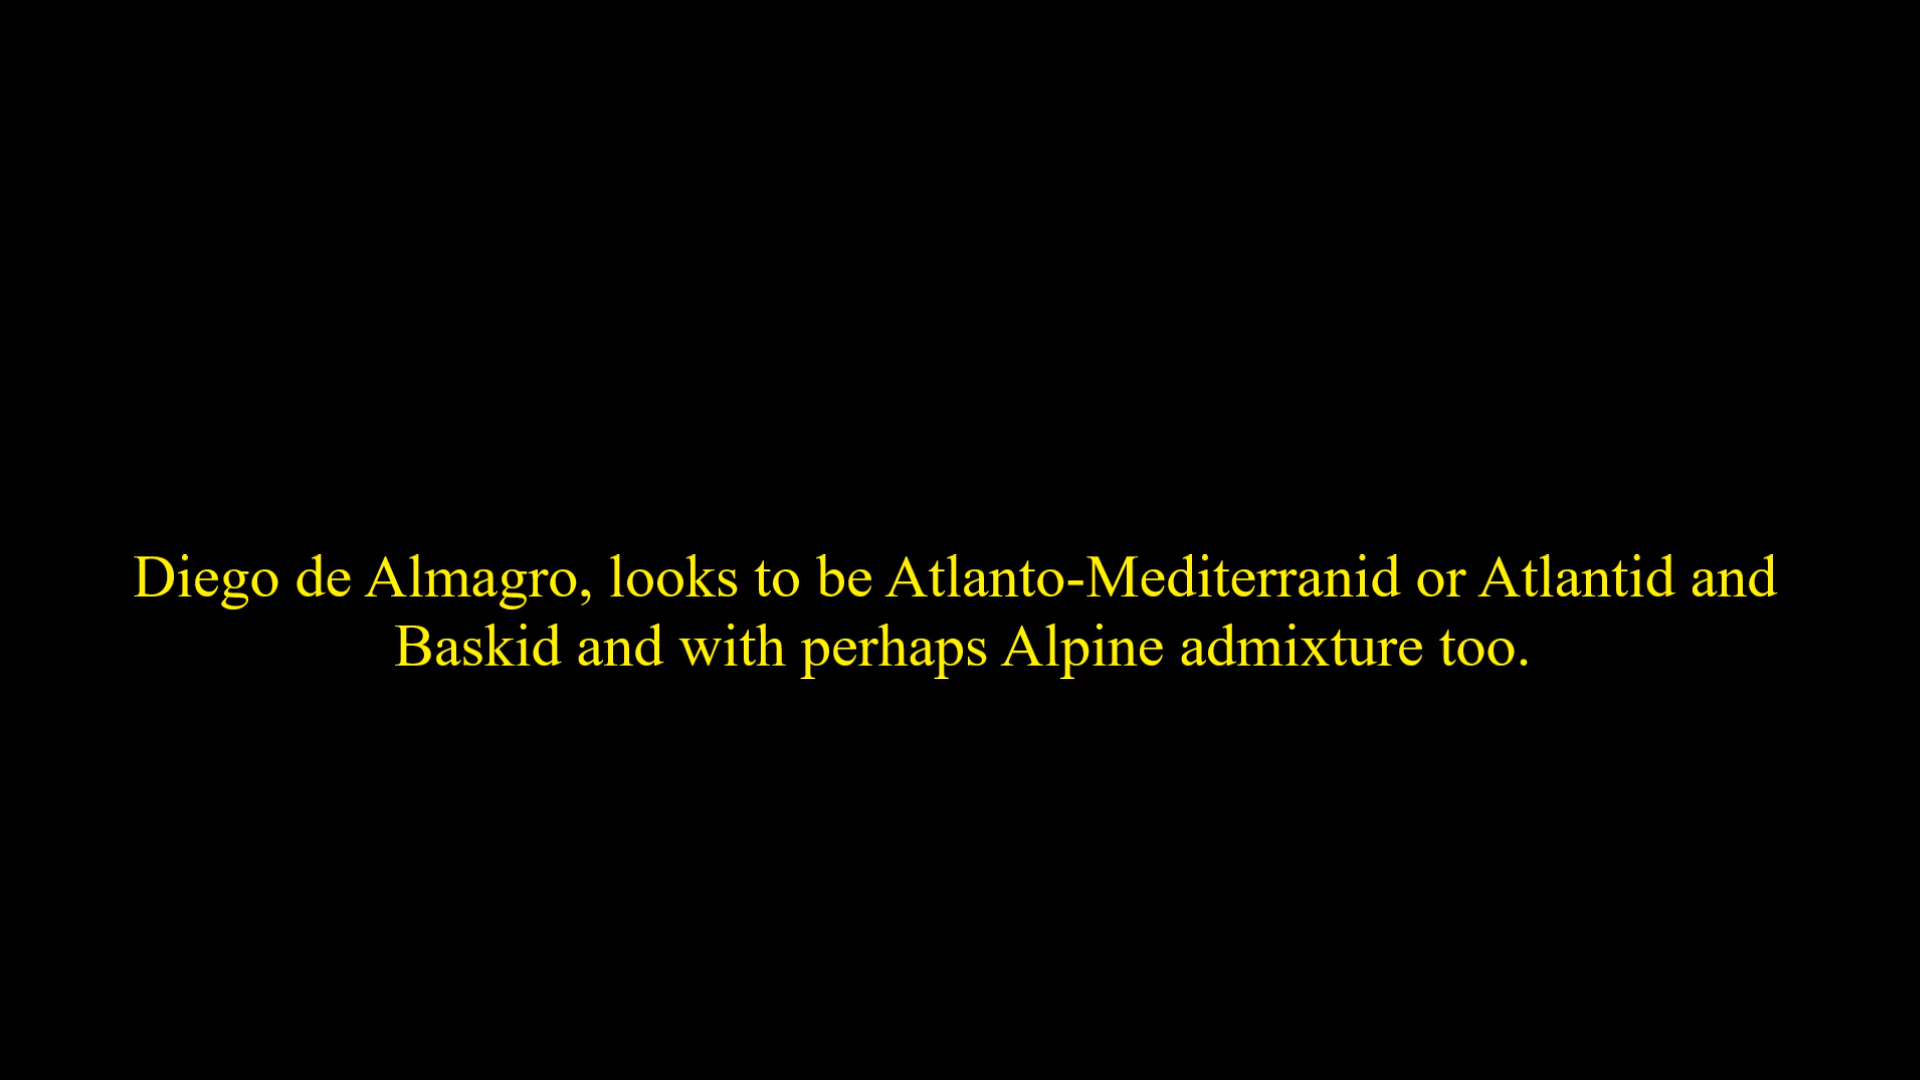 Diego de Almagro, looks to be Atlanto-Mediterranid or Atlantid and
Baskid and with perhaps Alpine admixture too.